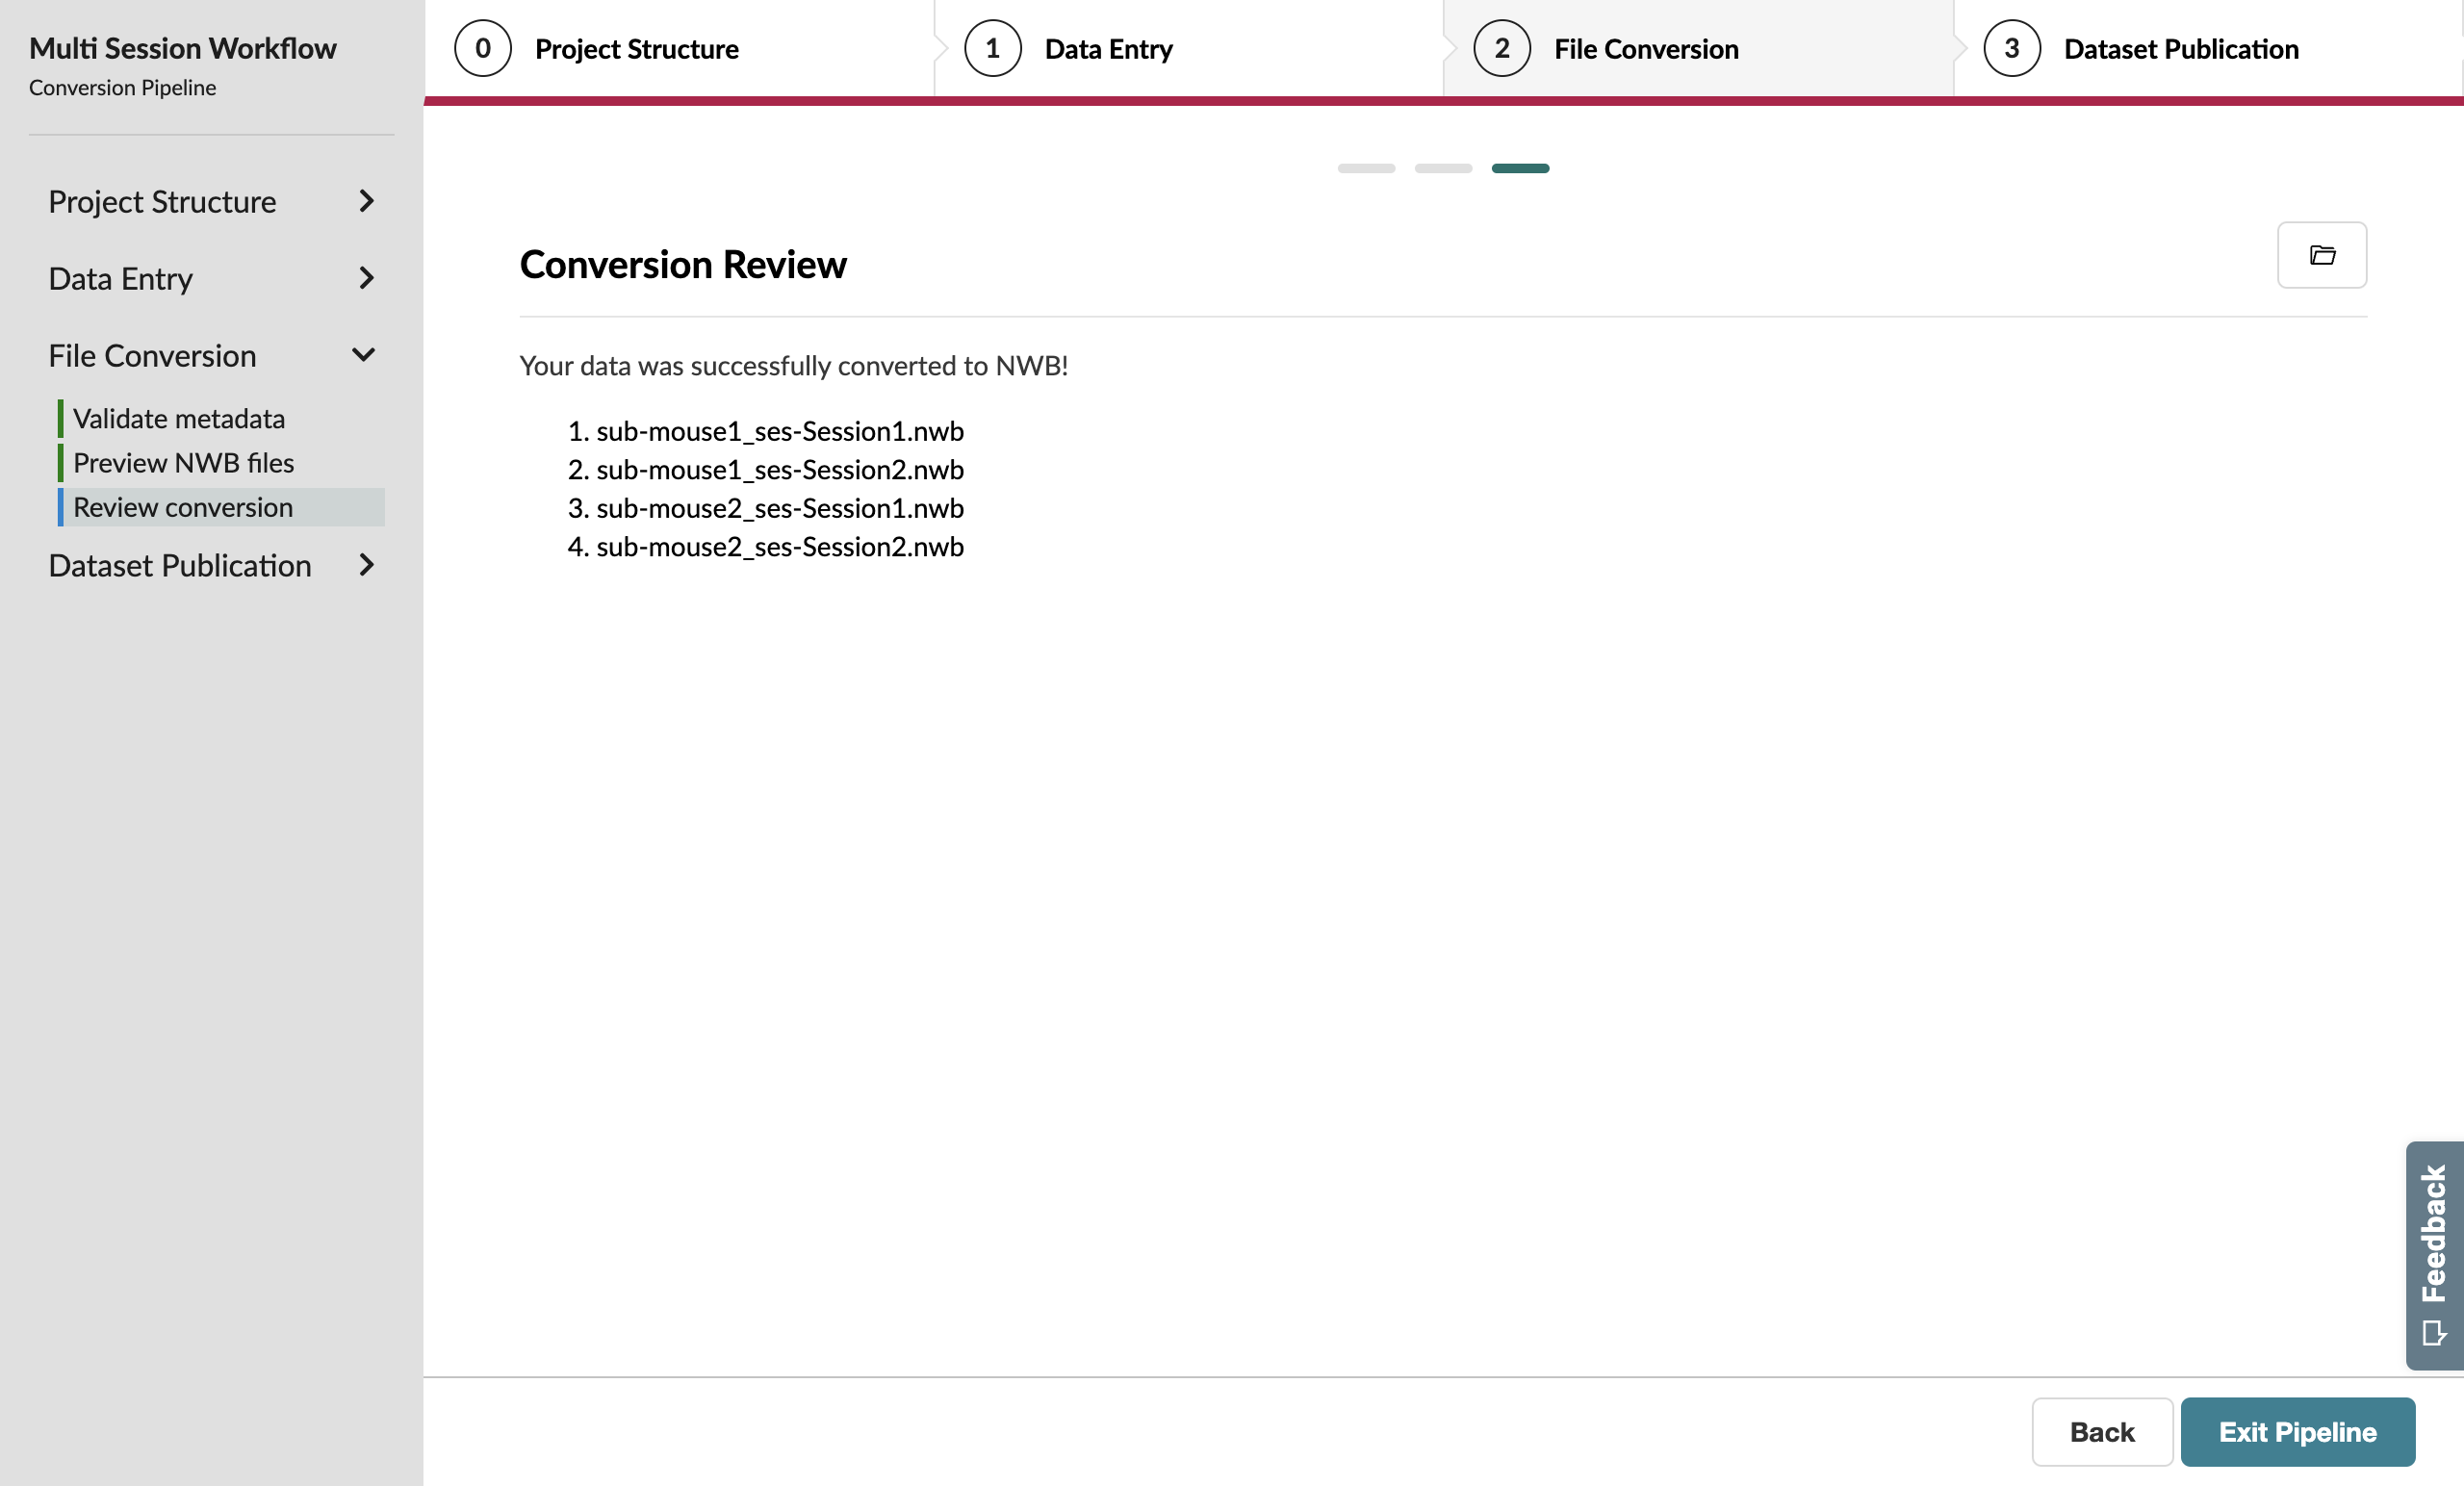 Multi Session Workflow
Conversion Pipeline
Project Structure
Data Entry
File Conversion
Validate metadata
Preview NWB files
Review conversion
Dataset Publication
0 Project Structure
1 Data Entry
2 File Conversion
3 Dataset Publication
Conversion Review
Your data was successfully converted to NWB!
1. sub-mouse1_ses-Session1.nwb
2. sub-mouse1_ses-Session2.nwb
3. sub-mouse2_ses-Session1.nwb
4. sub-mouse2_ses-Session2.nwb
Feedback
Back
Exit Pipeline